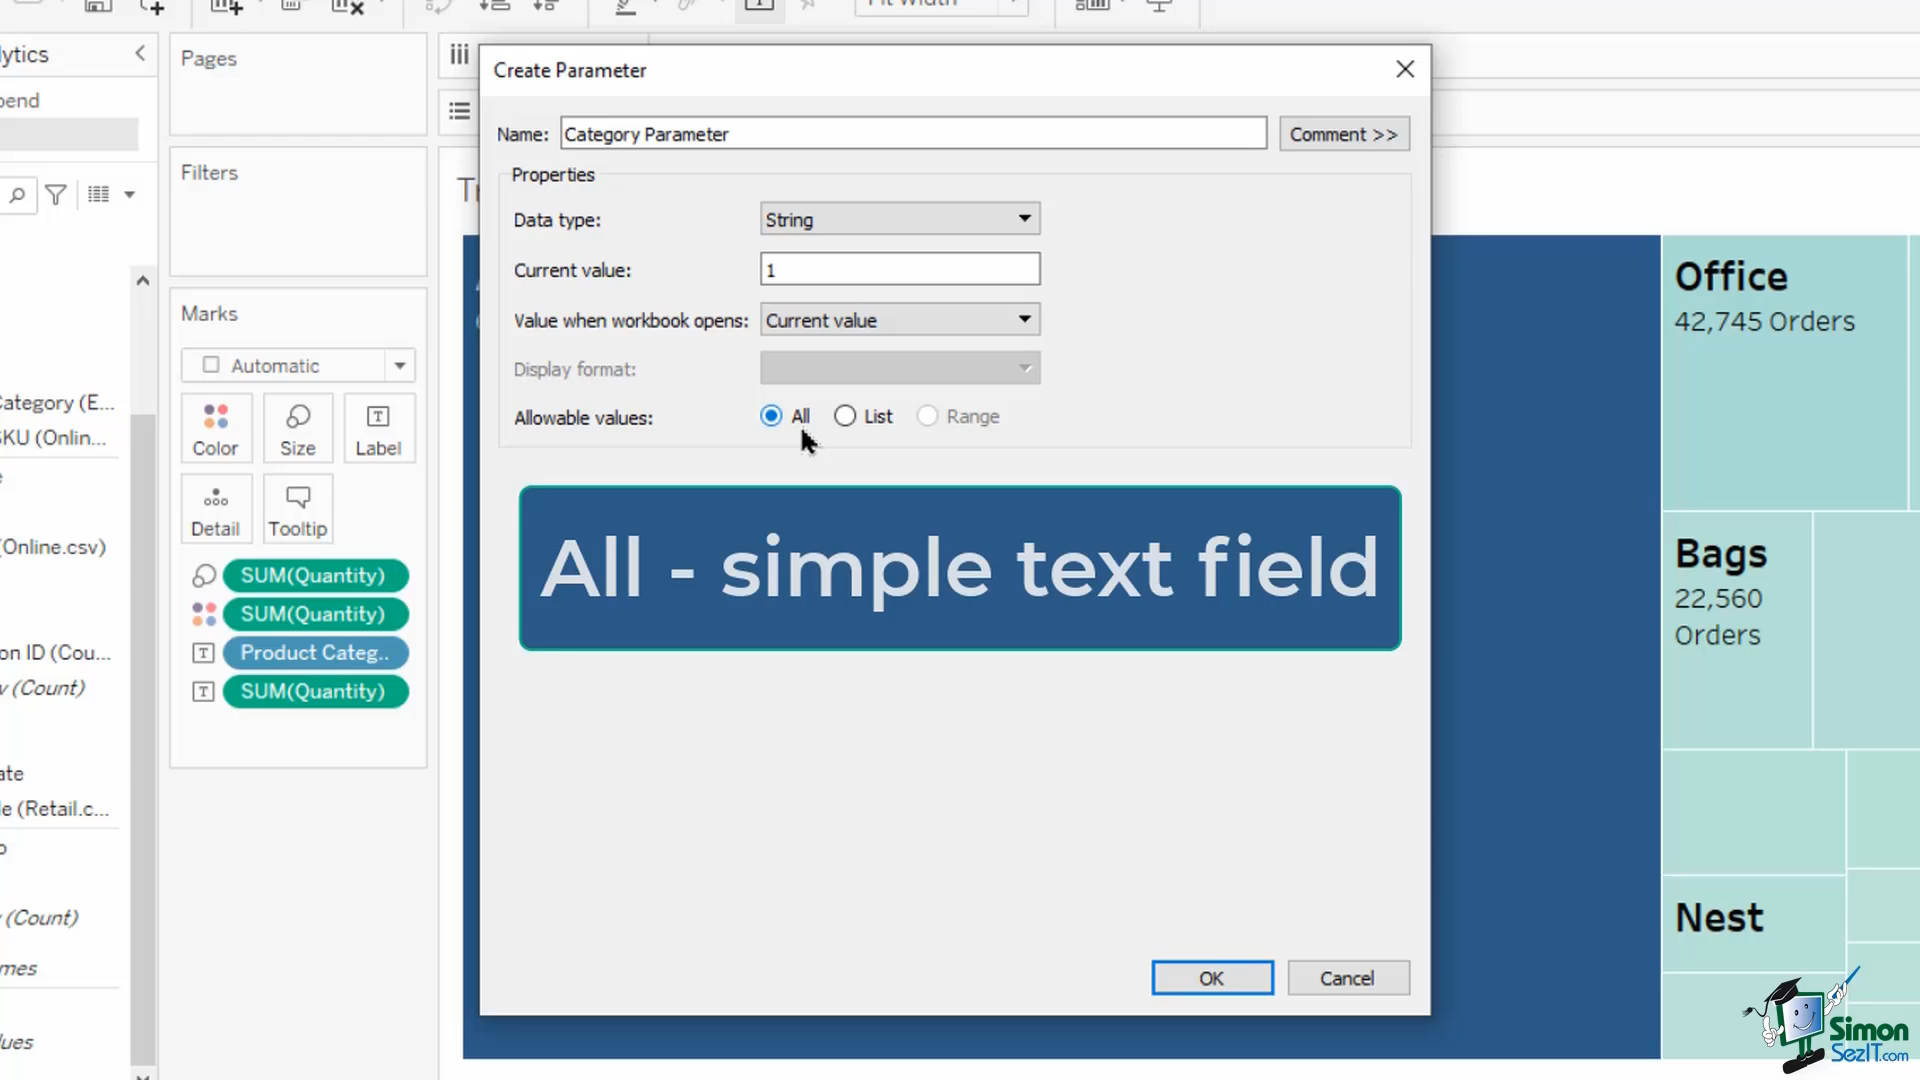 lytics
pend
Pages
Filters
Marks
Automatic
Color
Size
Label
Detail
Tooltip
SUM(Quantity)
SUM(Quantity)
Product Categ..
SUM(Quantity)
ategory (E...
SKU (Onlin...
(Online.csv)
on ID (Cou...
v (Count)
ate
le (Retail.c...
(Count)
mes
lues
Fit Width
Create Parameter
Name:
Category Parameter
Comment >>
Properties
Data type:
String
Current value:
1
Value when workbook opens:
Current value
Display format:
Allowable values:
All
List
Range
All - simple text field
OK
Cancel
Office
42,745 Orders
Bags
22,560
Orders
Nest
Simon
SezIT.com